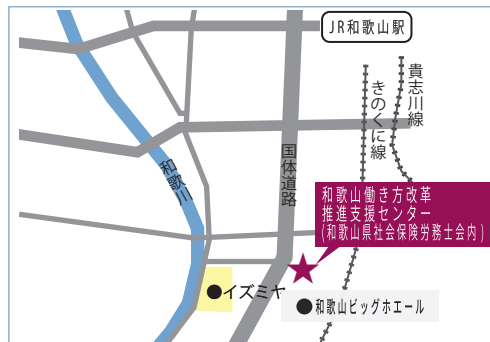 JR和歌山駅
貴志川線
きのくに線
国体道路
和歌川
和歌山働き方改革
推進支援センター
(和歌山県社会保険労務士会内)
イズミヤ
和歌山ビッグホエール